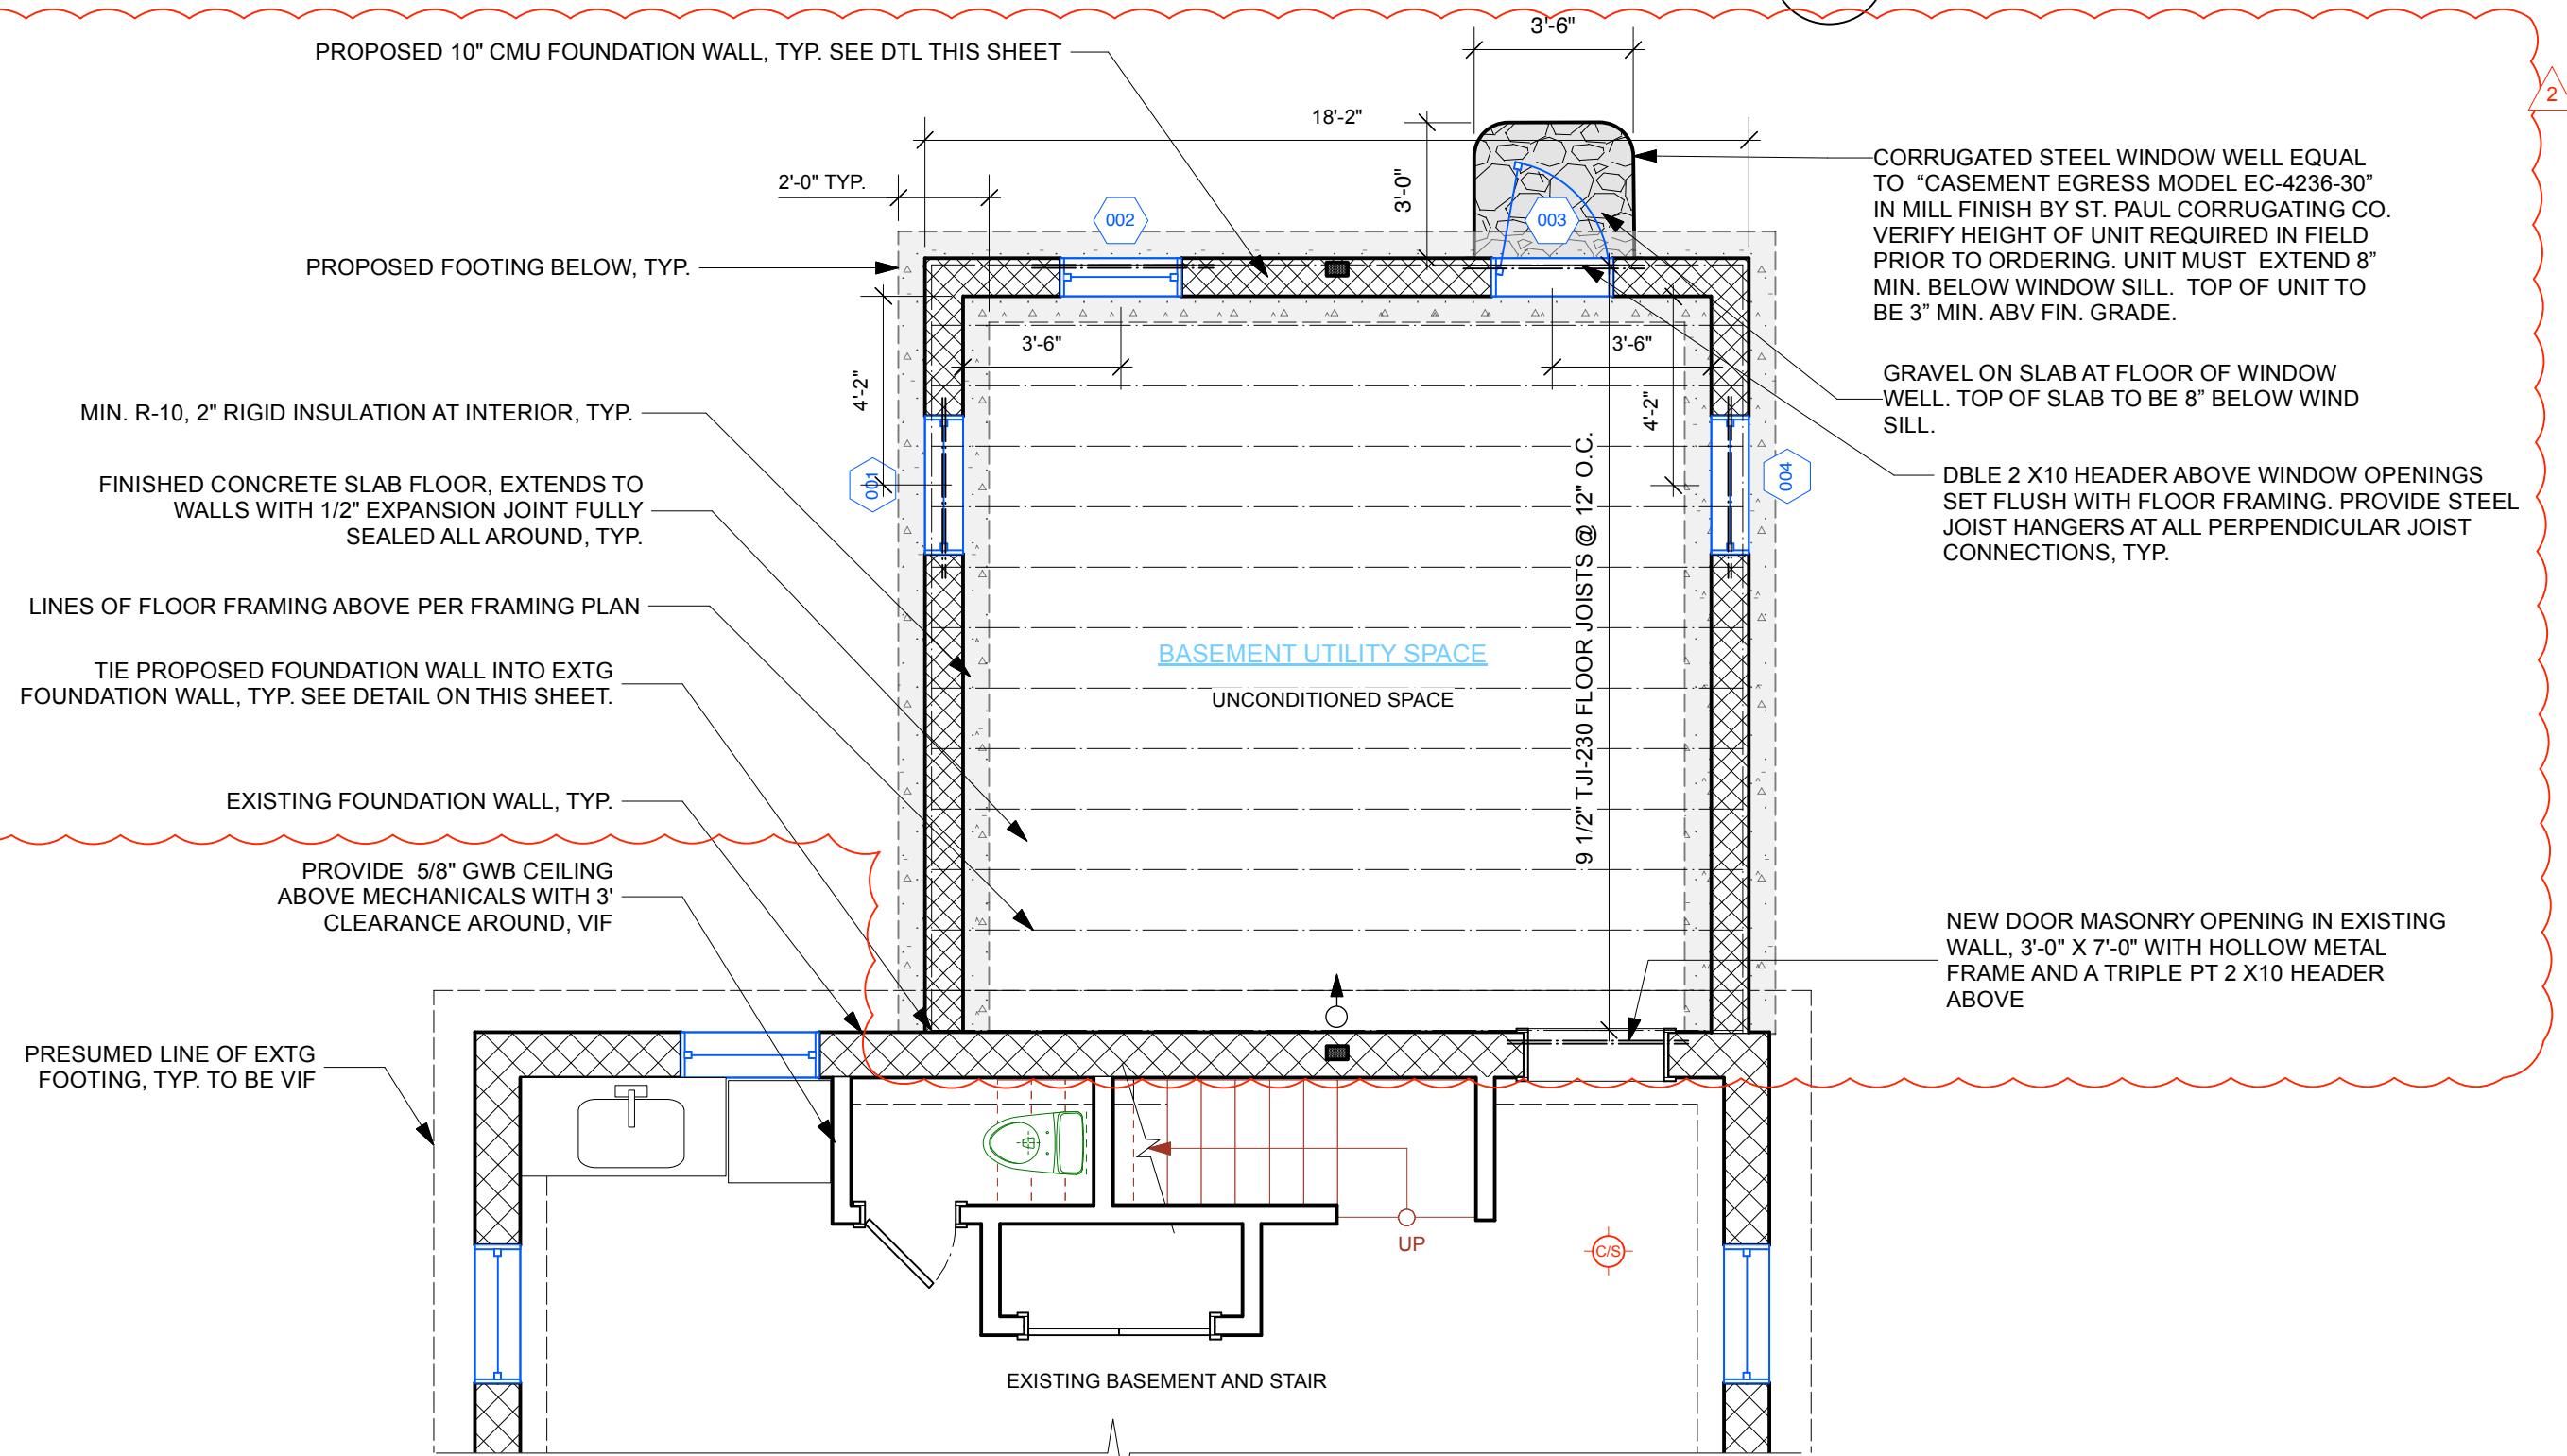 3'-6"
PROPOSED 10" CMU FOUNDATION WALL, TYP. SEE DTL THIS SHEET
2
18'-2"
3'-0"
2'-0" TYP.
CORRUGATED STEEL WINDOW WELL EQUAL
TO “CASEMENT EGRESS MODEL EC-4236-30”
IN MILL FINISH BY ST. PAUL CORRUGATING CO.
VERIFY HEIGHT OF UNIT REQUIRED IN FIELD
PRIOR TO ORDERING. UNIT MUST EXTEND 8”
MIN. BELOW WINDOW SILL. TOP OF UNIT TO
BE 3” MIN. ABV FIN. GRADE.
002
003
PROPOSED FOOTING BELOW, TYP.
3'-6"
3'-6"
4'-2"
4'-2"
GRAVEL ON SLAB AT FLOOR OF WINDOW
WELL. TOP OF SLAB TO BE 8” BELOW WIND
SILL.
MIN. R-10, 2" RIGID INSULATION AT INTERIOR, TYP.
001
004
DBLE 2 X10 HEADER ABOVE WINDOW OPENINGS
SET FLUSH WITH FLOOR FRAMING. PROVIDE STEEL
JOIST HANGERS AT ALL PERPENDICULAR JOIST
CONNECTIONS, TYP.
FINISHED CONCRETE SLAB FLOOR, EXTENDS TO
WALLS WITH 1/2" EXPANSION JOINT FULLY
SEALED ALL AROUND, TYP.
LINES OF FLOOR FRAMING ABOVE PER FRAMING PLAN
9 1/2" TJI-230 FLOOR JOISTS @ 12" O.C.
BASEMENT UTILITY SPACE
UNCONDITIONED SPACE
TIE PROPOSED FOUNDATION WALL INTO EXTG
FOUNDATION WALL, TYP. SEE DETAIL ON THIS SHEET.
EXISTING FOUNDATION WALL, TYP.
PROVIDE 5/8" GWB CEILING
ABOVE MECHANICALS WITH 3'
CLEARANCE AROUND, VIF
NEW DOOR MASONRY OPENING IN EXISTING
WALL, 3'-0" X 7'-0" WITH HOLLOW METAL
FRAME AND A TRIPLE PT 2 X10 HEADER
ABOVE
PRESUMED LINE OF EXTG
FOOTING, TYP. TO BE VIF
UP
C/S
EXISTING BASEMENT AND STAIR